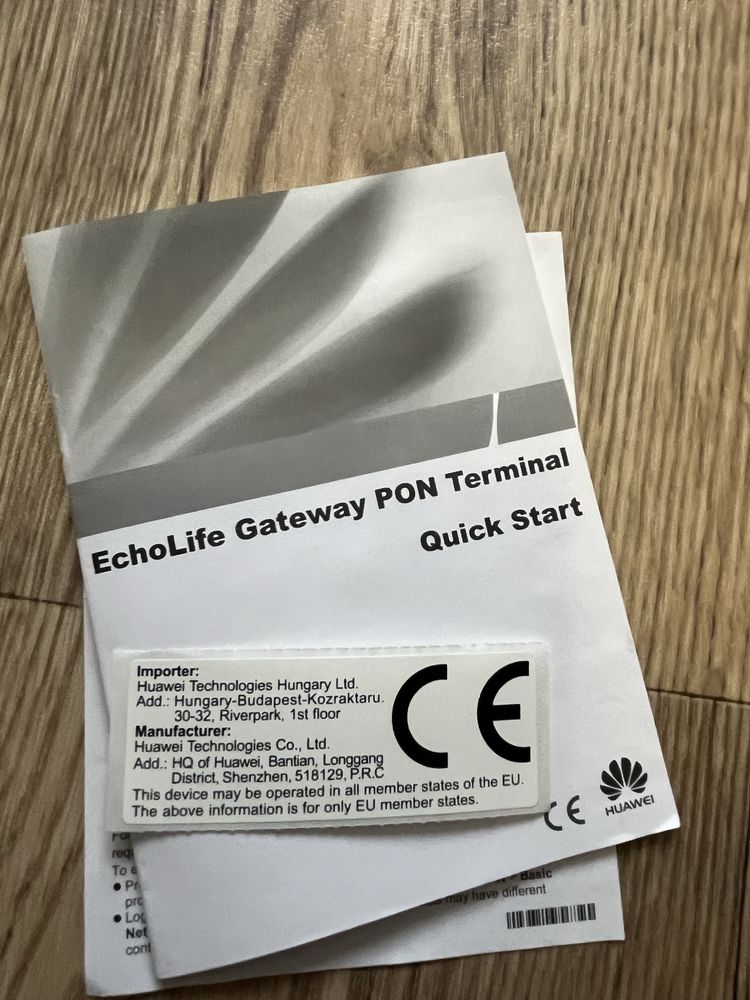 EchoLife Gateway PON Terminal
Quick Start
Importer:
Huawei Technologies Hungary Ltd.
Add.: Hungary-Budapest-Kozraktaru.
30-32, Riverpark, 1st floor
Manufacturer:
Huawei Technologies Co., Ltd.
Add.: HQ of Huawei, Bantian, Longgang
District, Shenzhen, 518129, P.R.C
This device may be operated in all member states of the EU.
The above information is for only EU member states.
CE
CE
HUAWEI
To
Basic
may have different
Net